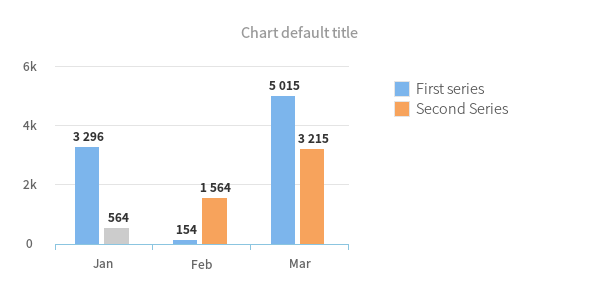 Chart default title
6k
4k
2k
0
3 296
564
154
1 564
5 015
3 215
Jan
Feb
Mar
First series
Second Series